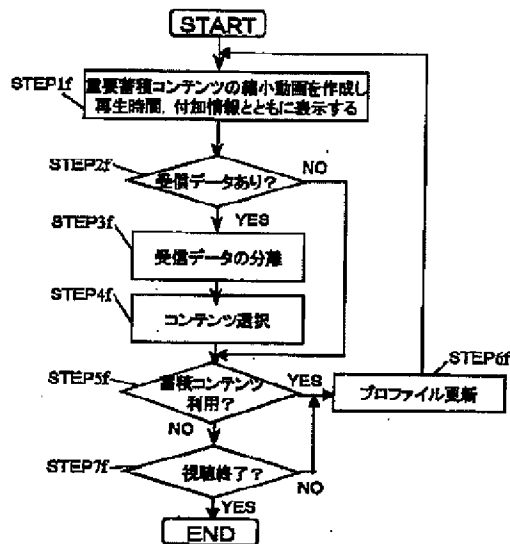 START
STEP1f
重要蓄積コンテンツの縮小動画を作成し
再生時間, 付加情報とともに表示する
STEP2f
受信データあり?
NO
YES
STEP3f
受信データの分離
STEP4f
コンテンツ選択
STEP5f
蓄積コンテンツ
利用?
YES
STEP6f
プロファイル更新
NO
STEP7f
視聴終了?
NO
YES
END